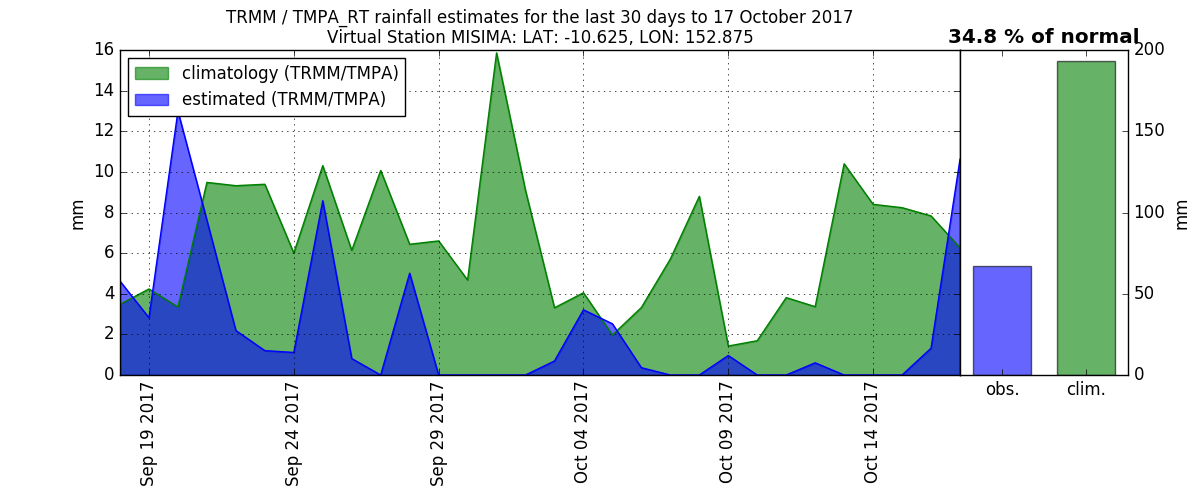 TRMM / TMPA_RT rainfall estimates for the last 30 days to 17 October 2017
Virtual Station MISIMA: LAT: -10.625, LON: 152.875
34.8 % of normal
climatology (TRMM/TMPA)
estimated (TRMM/TMPA)
mm
16
14
12
10
8
6
4
2
0
Sep 19 2017
Sep 24 2017
Sep 29 2017
Oct 04 2017
Oct 09 2017
Oct 14 2017
obs.
clim.
200
150
100
50
0
mm